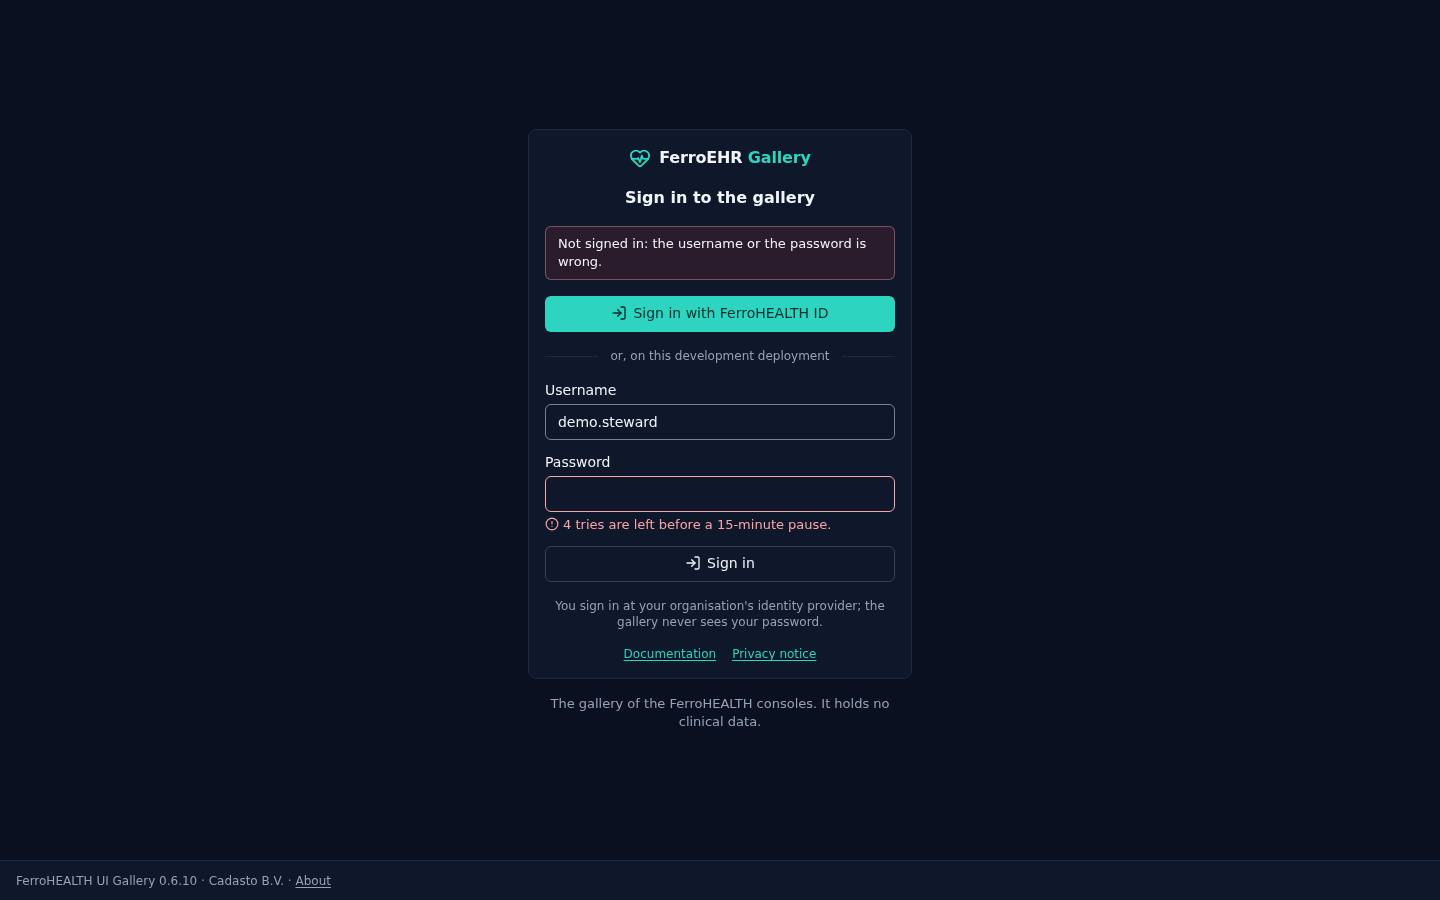 FerroEHR Gallery
Sign in to the gallery
Not signed in: the username or the password is
wrong.
Sign in with FerroHEALTH ID
or, on this development deployment
Username
demo.steward
Password
4 tries are left before a 15-minute pause.
Sign in
You sign in at your organisation's identity provider; the
gallery never sees your password.
Documentation Privacy notice
The gallery of the FerroHEALTH consoles. It holds no
clinical data.
FerroHEALTH UI Gallery 0.6.10 · Cadasto B.V. · About